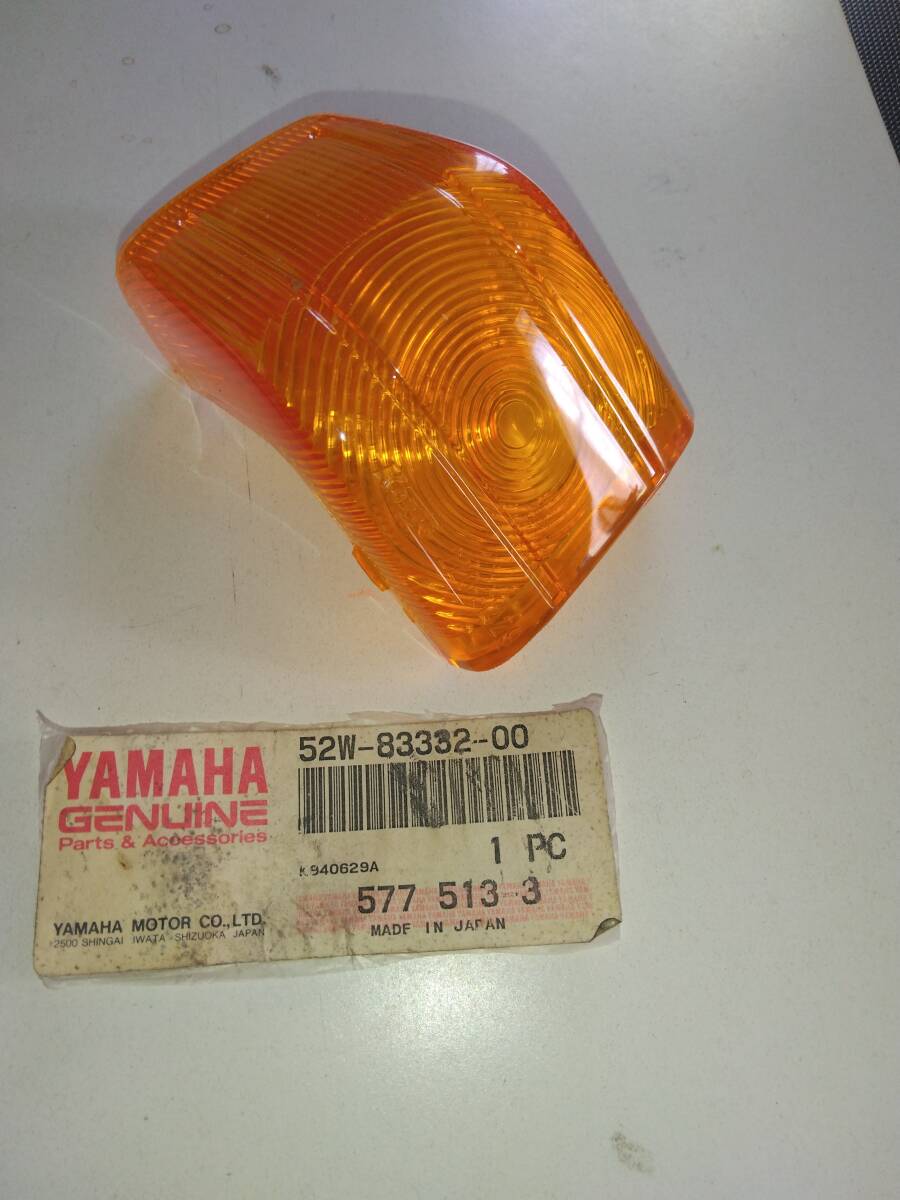 YAMAHA
GENUINE
Parts & Accessories
YAMAHA MOTOR CO., LTD.
2500 SHINGAI IWATA SHIZUOKA JAPAN
52W-83332-00
1 PC
K940629A
577 513 3
MADE IN JAPAN